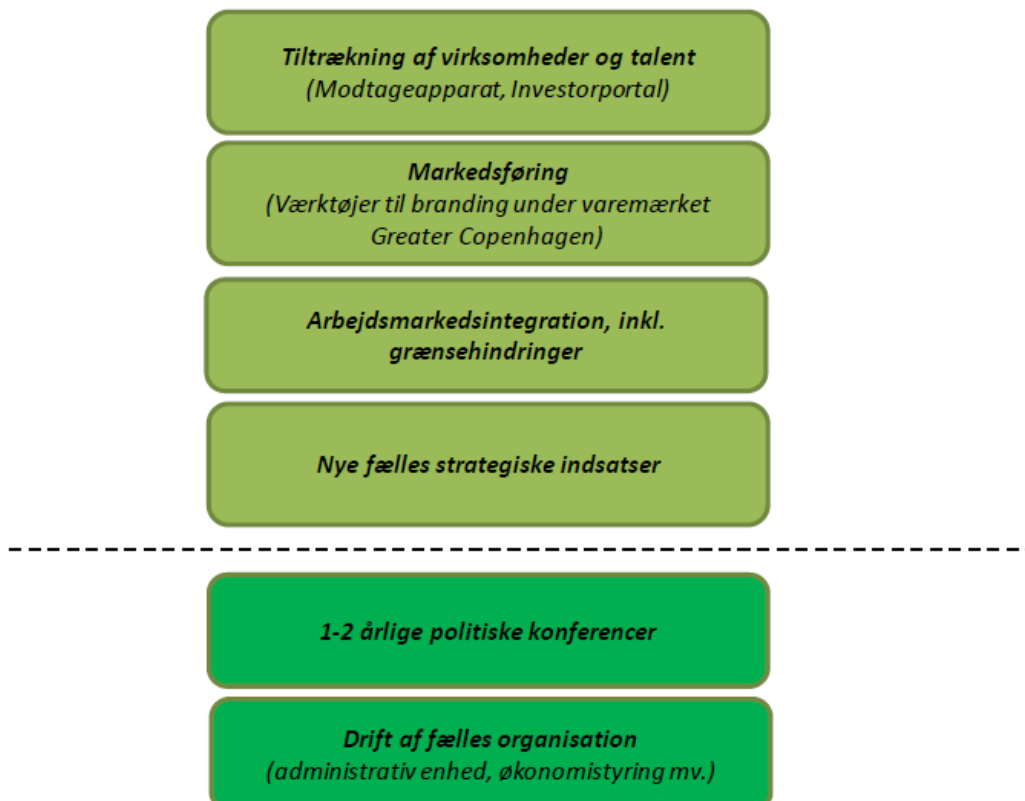 Tiltrækning af virksomheder og talent
(Modtageapparat, Investorportal)
Markedsføring
(Værktøjer til branding under varemærket
Greater Copenhagen)
Arbejdsmarkedsintegration, inkl.
grænsehindringer
Nye fælles strategiske indsatser
1-2 årlige politiske konferencer
Drift af fælles organisation
(administrativ enhed, økonomistyring mv.)